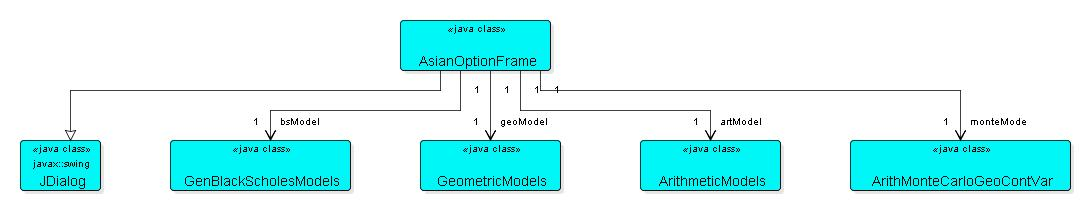 «java class»
AsianOptionFrame
1 1 1 1
1 bsModel 1 geoModel 1 artModel 1 monteMode
«java class» «java class» «java class» «java class» «java class»
javax::swing
JDialog GenBlackScholesModels GeometricModels ArithmeticModels ArithMonteCarloGeoContVar